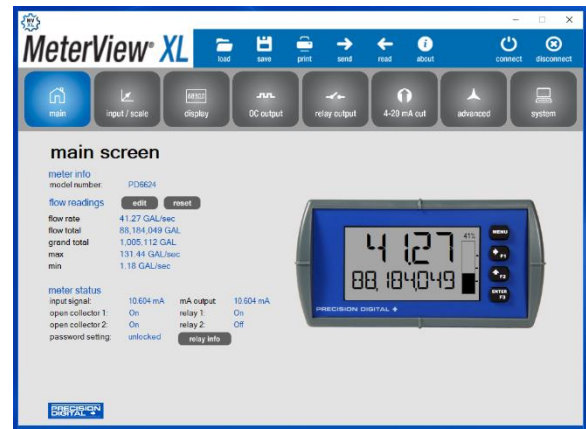 MV
XL
MeterView® XL
load save print send read about connect disconnect
main input / scale display DC output relay output 4-20 mA out advanced system
main screen
meter info
model number: PD6624
flow readings edit reset
flow rate 41.27 GAL/sec
flow total 88,184,049 GAL
grand total 1,005,112 GAL
max 131.44 GAL/sec
min 1.18 GAL/sec
meter status
input signal: 10.604 mA mA output 10.604 mA
open collector 1: On relay 1: On
open collector 2: On relay 2: Off
password setting: unlocked relay info
41.27
88,184,049
41%
MENU
F1
F2
ENTER
F3
PRECISION DIGITAL
PRECISION
DIGITAL